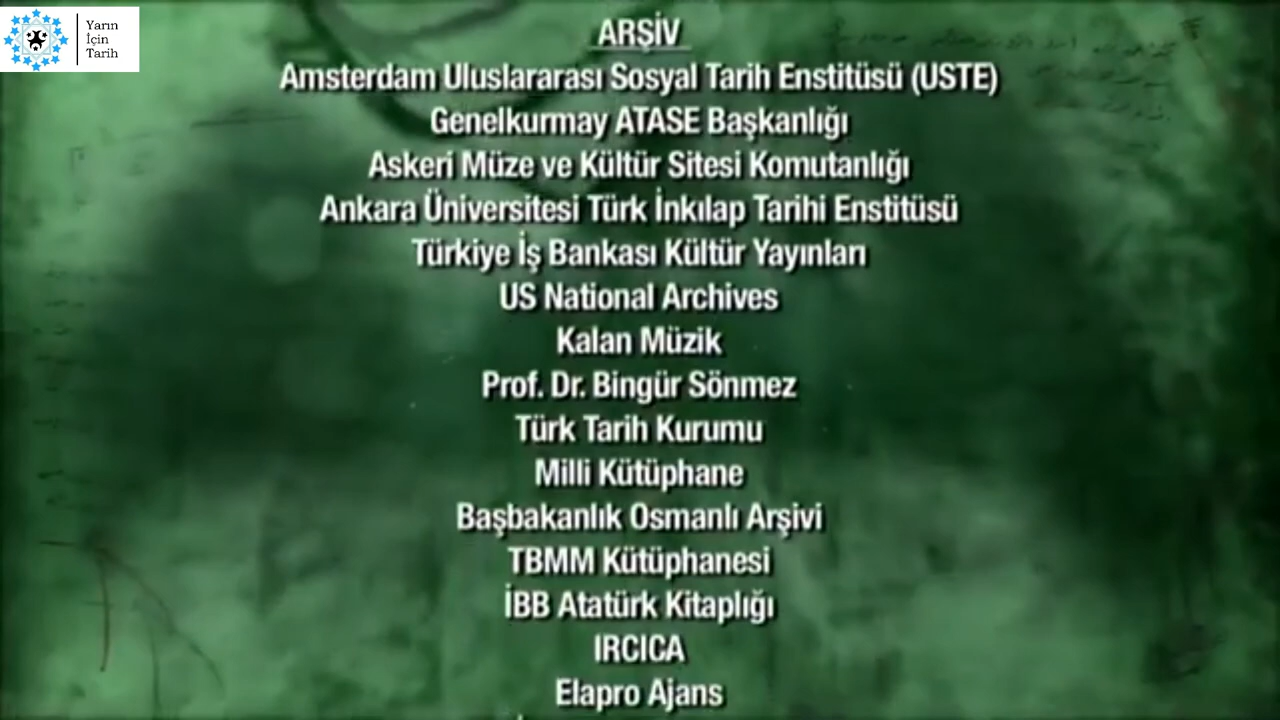 Yarın
İçin
Tarih
ARŞİV
Amsterdam Uluslararası Sosyal Tarih Enstitüsü (USTE)
Genelkurmay ATASE Başkanlığı
Askeri Müze ve Kültür Sitesi Komutanlığı
Ankara Üniversitesi Türk İnkılap Tarihi Enstitüsü
Türkiye İş Bankası Kültür Yayınları
US National Archives
Kalan Müzik
Prof. Dr. Bingür Sönmez
Türk Tarih Kurumu
Milli Kütüphane
Başbakanlık Osmanlı Arşivi
TBMM Kütüphanesi
İBB Atatürk Kitaplığı
IRCICA
Elapro Ajans